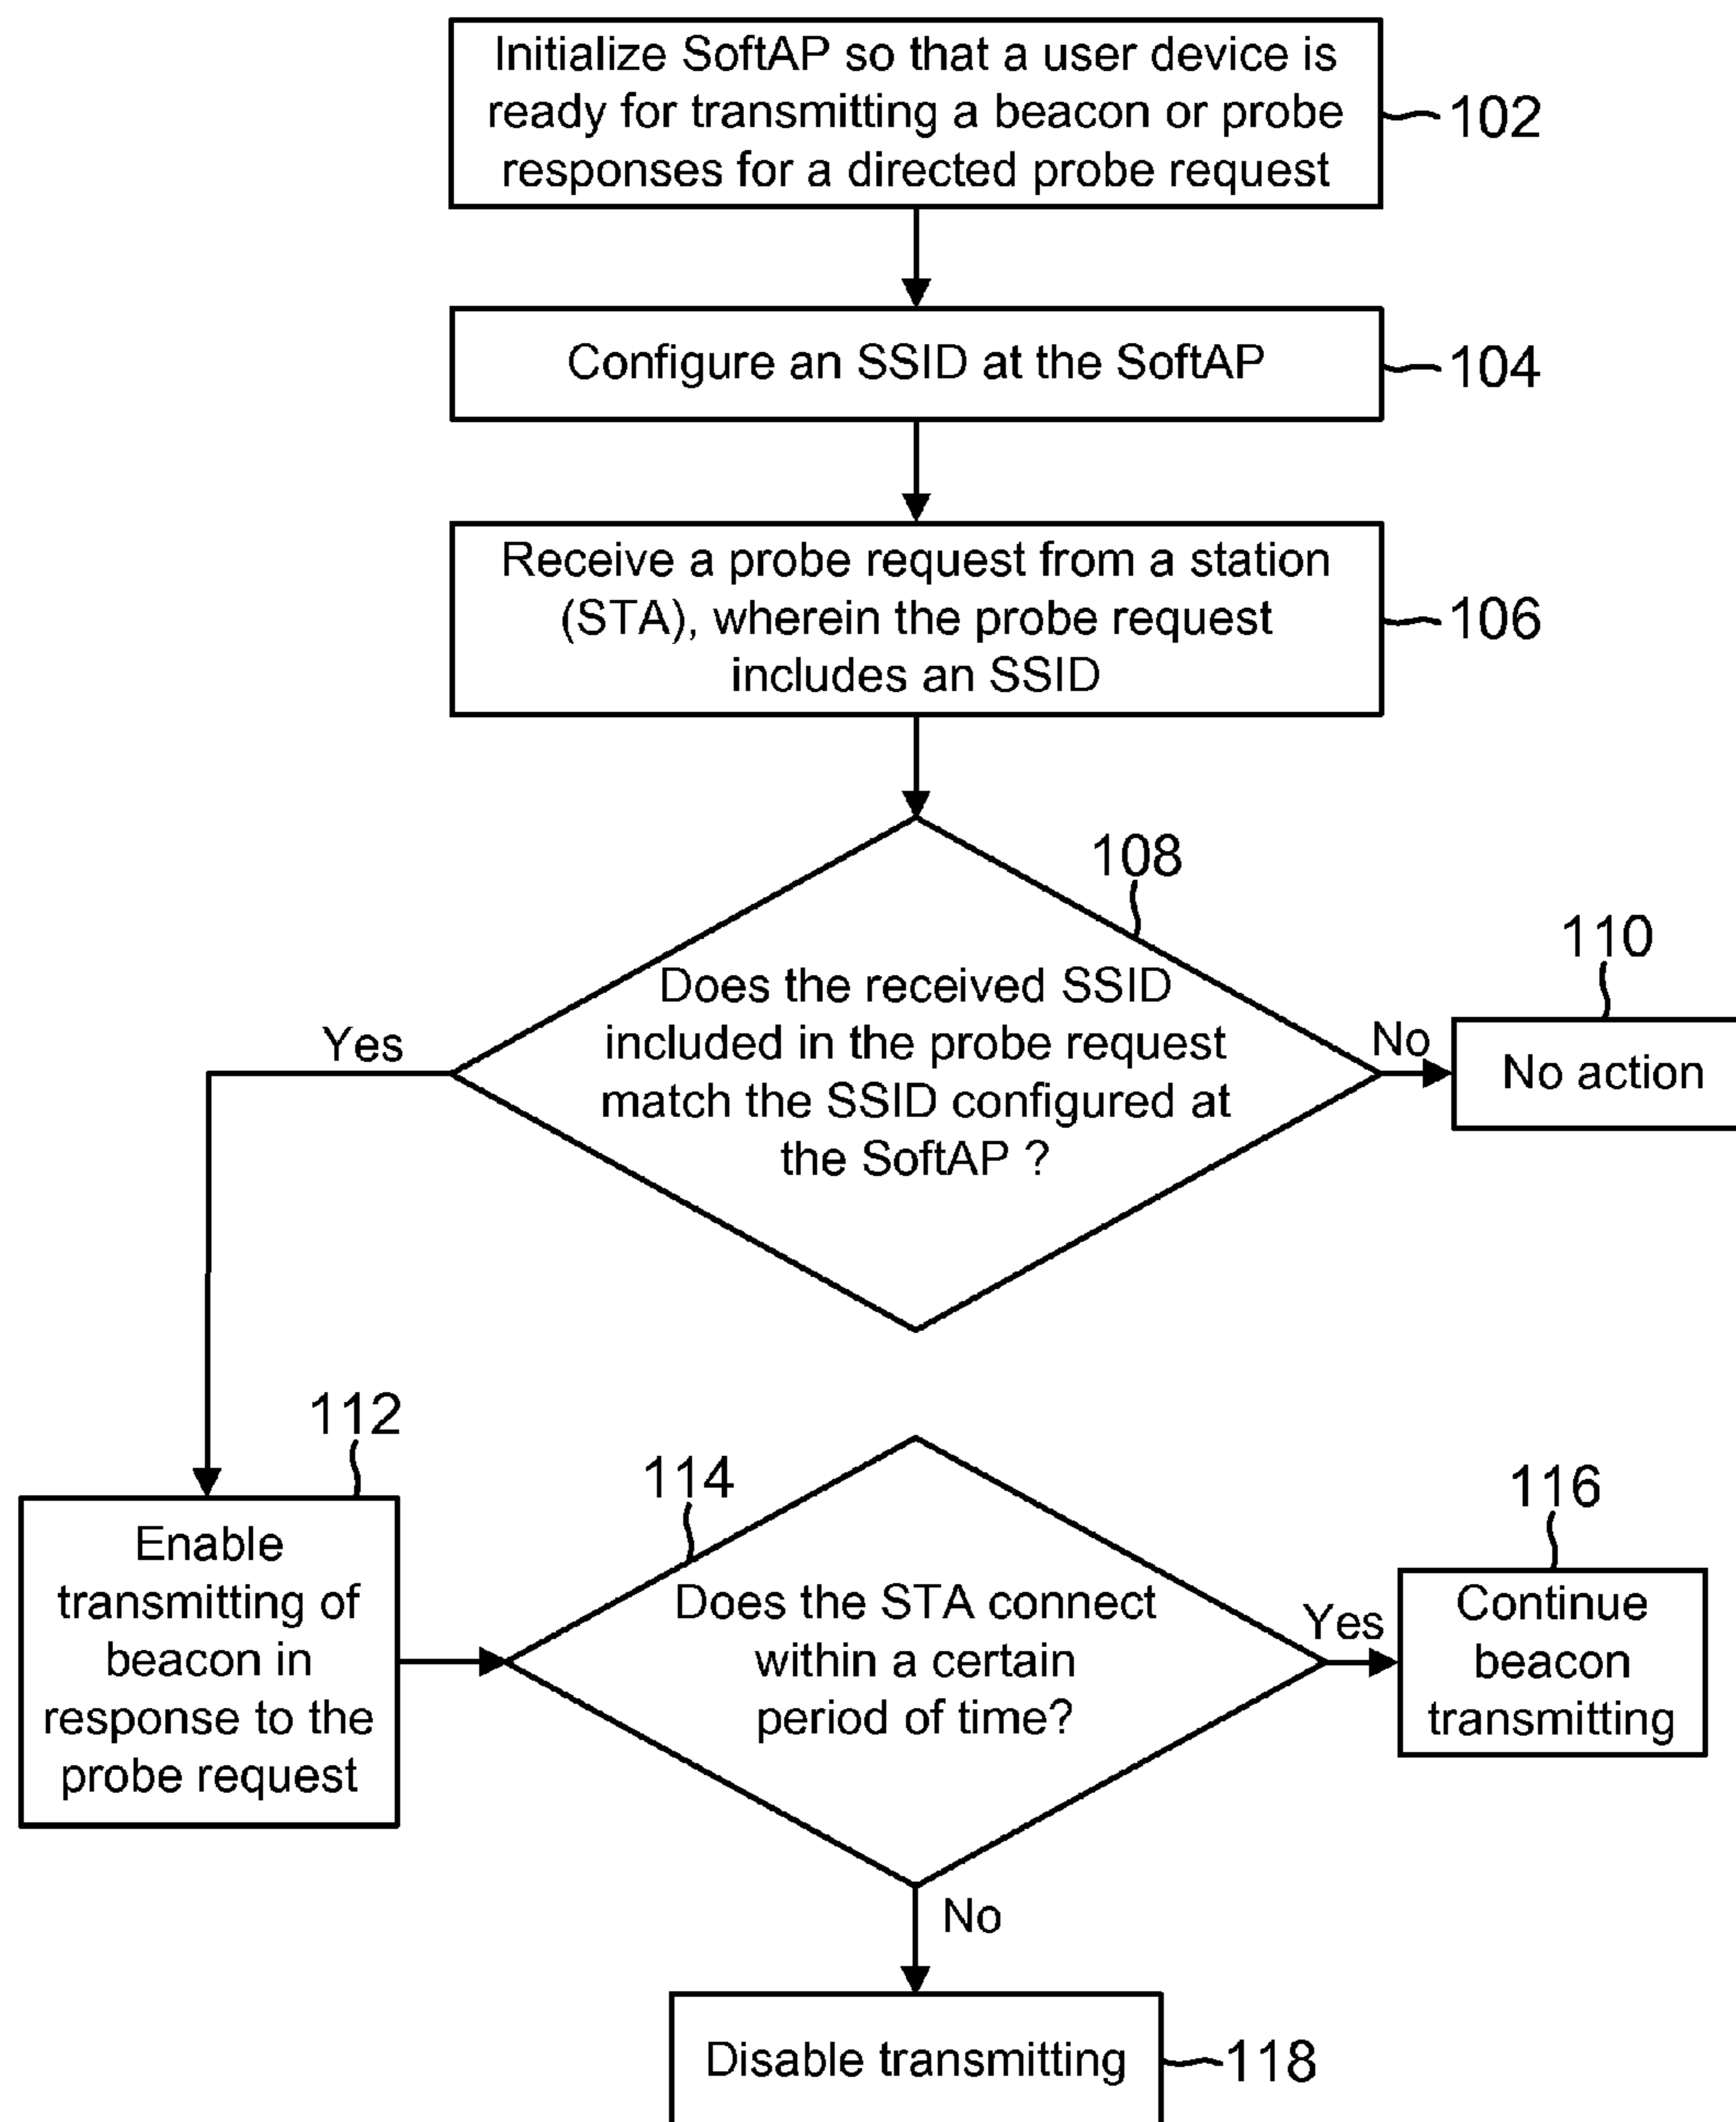 Initialize SoftAP so that a user device is
ready for transmitting a beacon or probe
responses for a directed probe request
102
Configure an SSID at the SoftAP
104
Receive a probe request from a station
(STA), wherein the probe request
includes an SSID
106
108
Does the received SSID
included in the probe request
match the SSID configured at
the SoftAP ?
Yes
No
110
No action
112
Enable
transmitting of
beacon in
response to the
probe request
114
Does the STA connect
within a certain
period of time?
Yes
116
Continue
beacon
transmitting
No
Disable transmitting
118